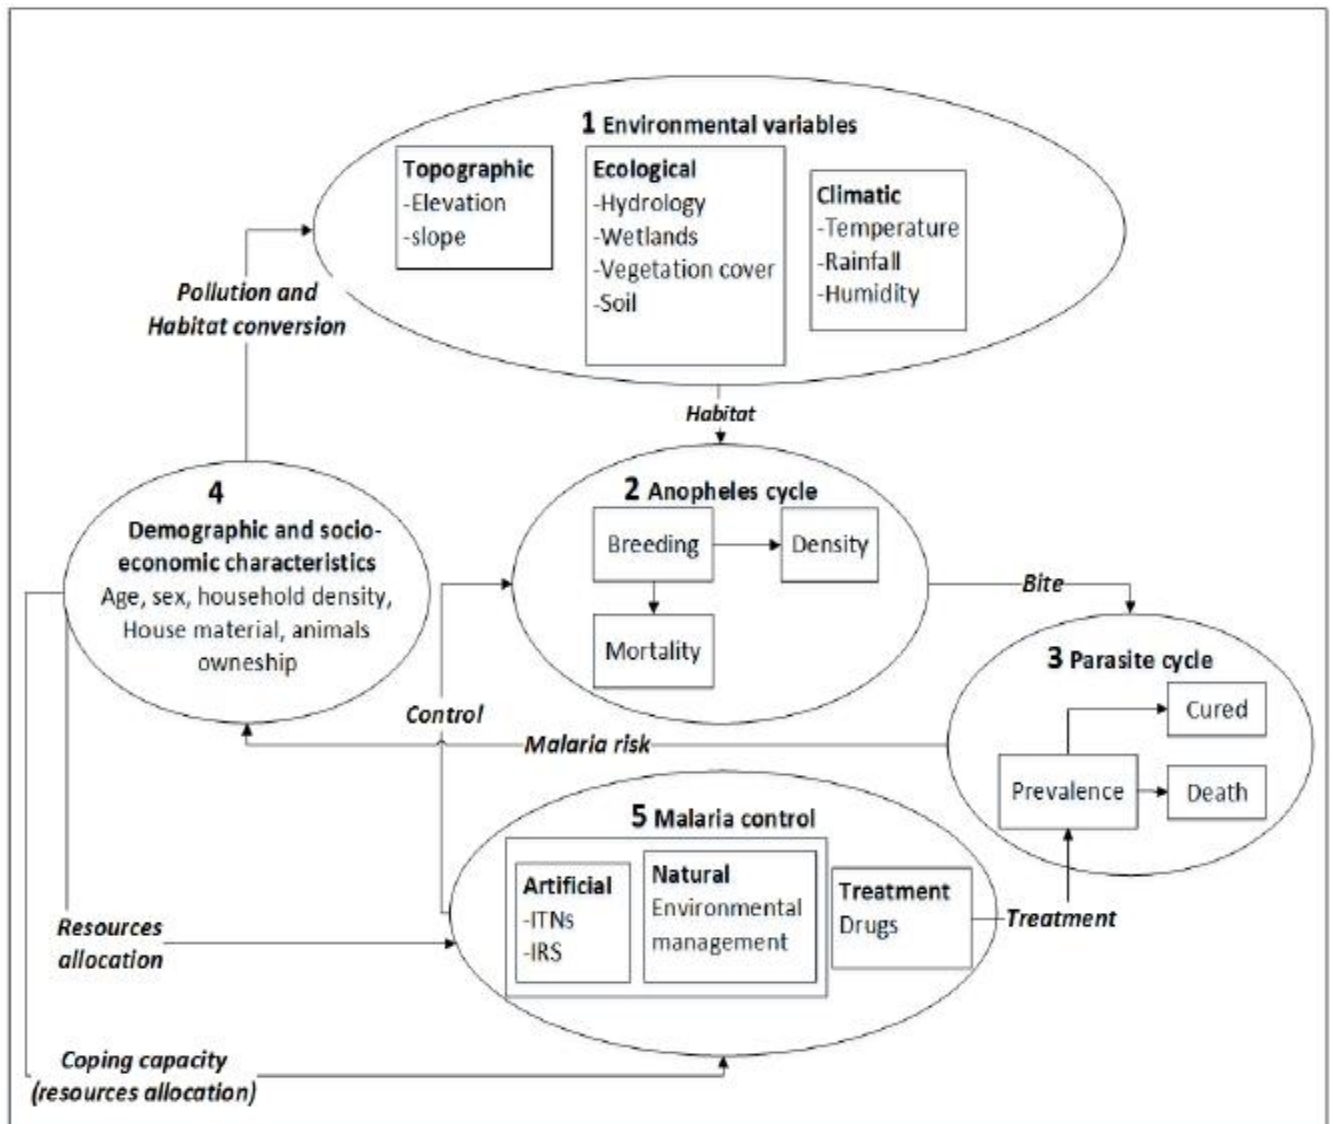 1 Environmental variables
Topographic
-Elevation
-slope
Ecological
-Hydrology
-Wetlands
-Vegetation cover
-Soil
Climatic
-Temperature
-Rainfall
-Humidity
Pollution and
Habitat conversion
Habitat
4
Demographic and socio-
economic characteristics
Age, sex, household density,
House material, animals
owneship
2 Anopheles cycle
Breeding
Density
Mortality
Bite
3 Parasite cycle
Cured
Prevalence
Death
Control
Malaria risk
5 Malaria control
Artificial
-ITNs
-IRS
Natural
Environmental
management
Treatment
Drugs
Treatment
Resources
allocation
Coping capacity
(resources allocation)